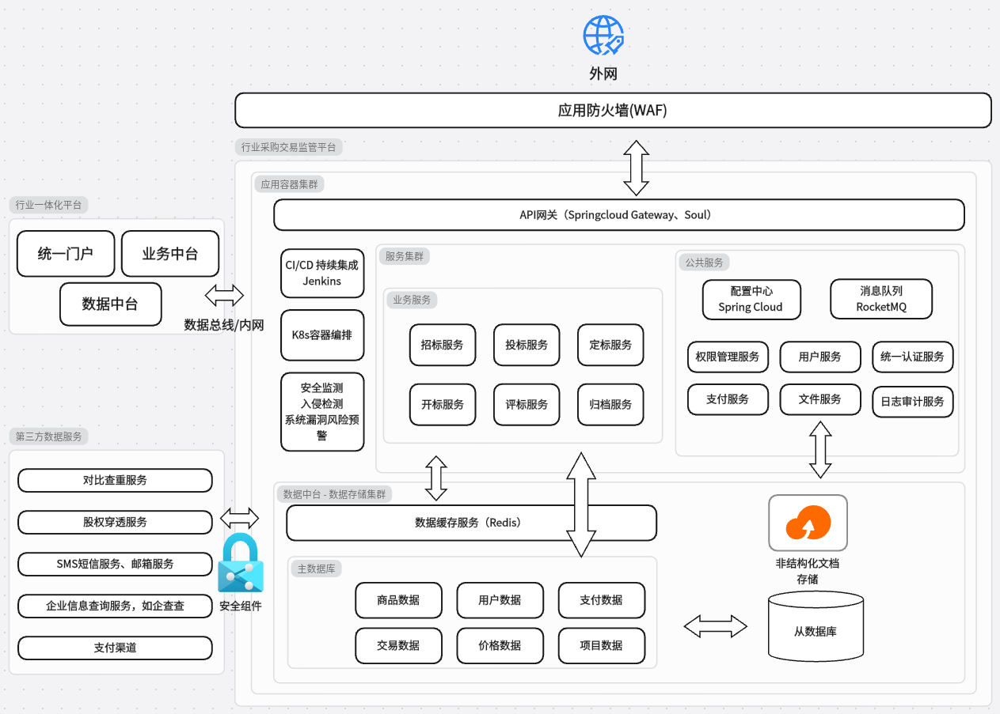 外网
应用防火墙(WAF)
行业采购交易监管平台
应用容器集群
API网关（Springcloud Gateway、Soul）
行业一体化平台
统一门户
业务中台
数据中台
数据总线/内网
CI/CD 持续集成
Jenkins
K8s容器编排
安全监测
入侵检测
系统漏洞风险预
警
服务集群
业务服务
招标服务
投标服务
定标服务
开标服务
评标服务
归档服务
公共服务
配置中心
Spring Cloud
消息队列
RocketMQ
权限管理服务
用户服务
统一认证服务
支付服务
文件服务
日志审计服务
第三方数据服务
对比查重服务
股权穿透服务
SMS短信服务、邮箱服务
企业信息查询服务，如企查查
支付渠道
安全组件
数据中台 - 数据存储集群
数据缓存服务（Redis）
主数据库
商品数据
用户数据
支付数据
交易数据
价格数据
项目数据
非结构化文档
存储
从数据库